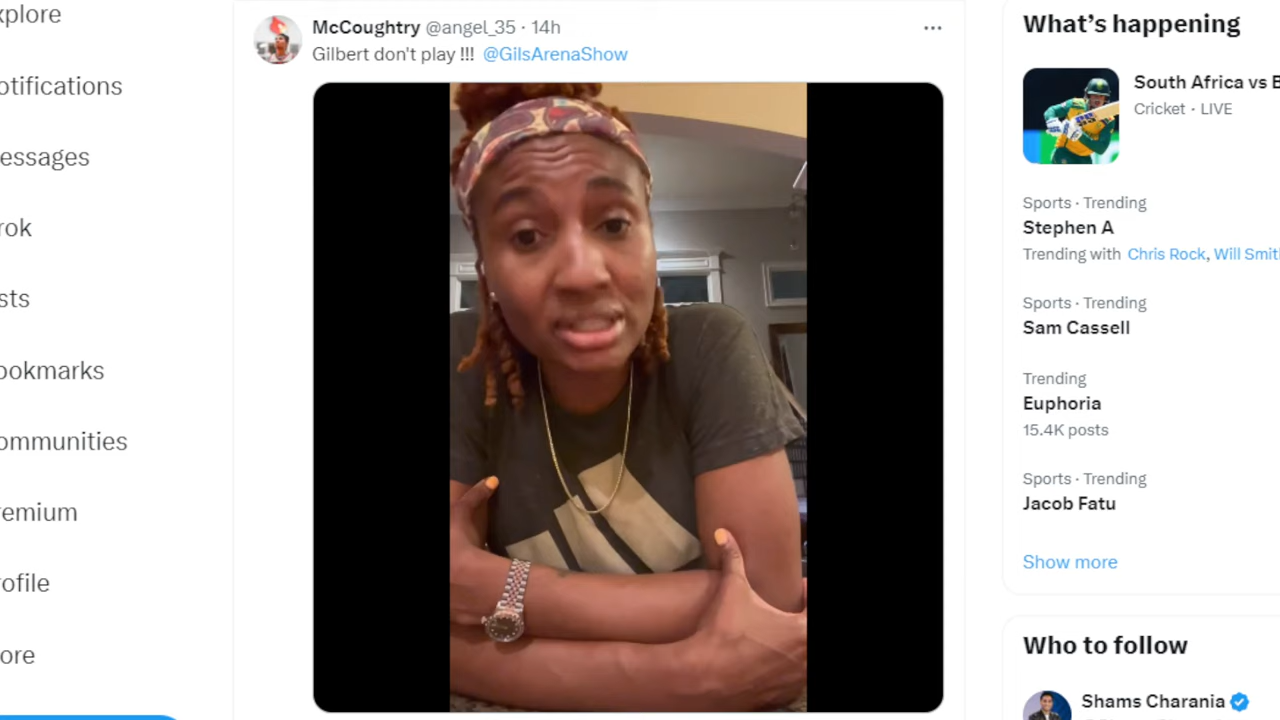 xplore
otifications
essages
rok
sts
ookmarks
ommunities
remium
rofile
ore
McCoughtry @angel_35 · 14h
Gilbert don't play !!! @GilsArenaShow
What's happening
South Africa vs B
Cricket · LIVE
Sports · Trending
Stephen A
Trending with Chris Rock, Will Smit
Sports · Trending
Sam Cassell
Trending
Euphoria
15.4K posts
Sports · Trending
Jacob Fatu
Show more
Who to follow
Shams Charania